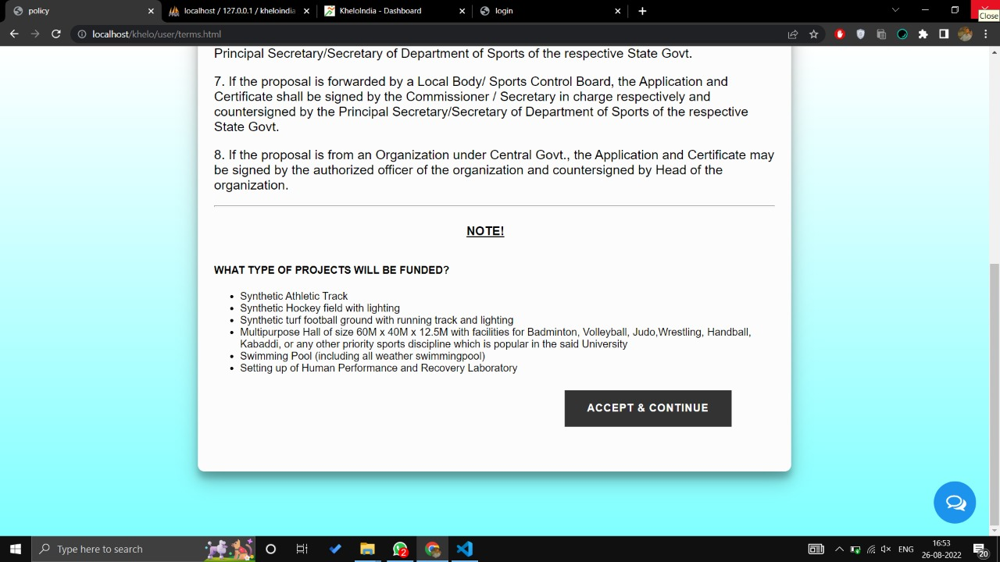 policy
localhost / 127.0.0.1 / kheloindia
KheloIndia - Dashboard
login
Close
localhost/khelo/user/terms.html
Principal Secretary/Secretary of Department of Sports of the respective State Govt.
7. If the proposal is forwarded by a Local Body/ Sports Control Board, the Application and
Certificate shall be signed by the Commissioner / Secretary in charge respectively and
countersigned by the Principal Secretary/Secretary of Department of Sports of the respective
State Govt.
8. If the proposal is from an Organization under Central Govt., the Application and Certificate may
be signed by the authorized officer of the organization and countersigned by Head of the
organization.
NOTE!
WHAT TYPE OF PROJECTS WILL BE FUNDED?
• Synthetic Athletic Track
• Synthetic Hockey field with lighting
• Synthetic turf football ground with running track and lighting
• Multipurpose Hall of size 60M x 40M x 12.5M with facilities for Badminton, Volleyball, Judo,Wrestling, Handball,
Kabaddi, or any other priority sports discipline which is popular in the said University
• Swimming Pool (including all weather swimmingpool)
• Setting up of Human Performance and Recovery Laboratory
ACCEPT & CONTINUE
Type here to search
2
ENG
16:53
26-08-2022
20